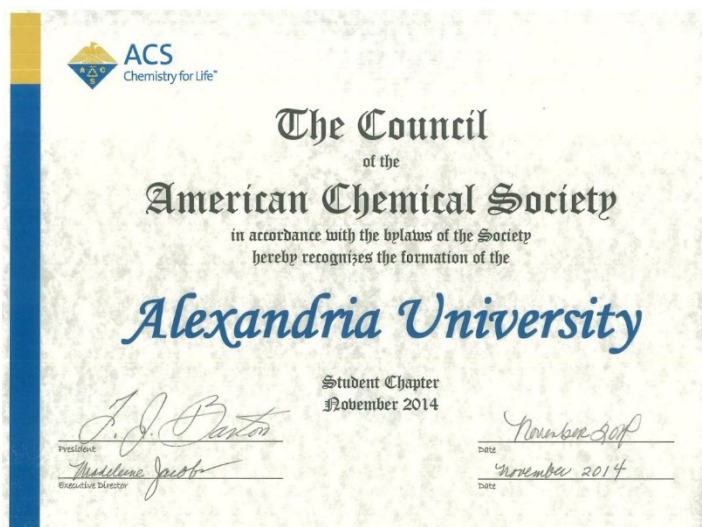 ACS
Chemistry for Life™
A C S
The Council
of the
American Chemical Society
in accordance with the bylaws of the Society
hereby recognizes the formation of the
Alexandria University
Student Chapter
November 2014
November 2014
President
Date
Madeleine Jacobs
november 2014
Executive Director
Date